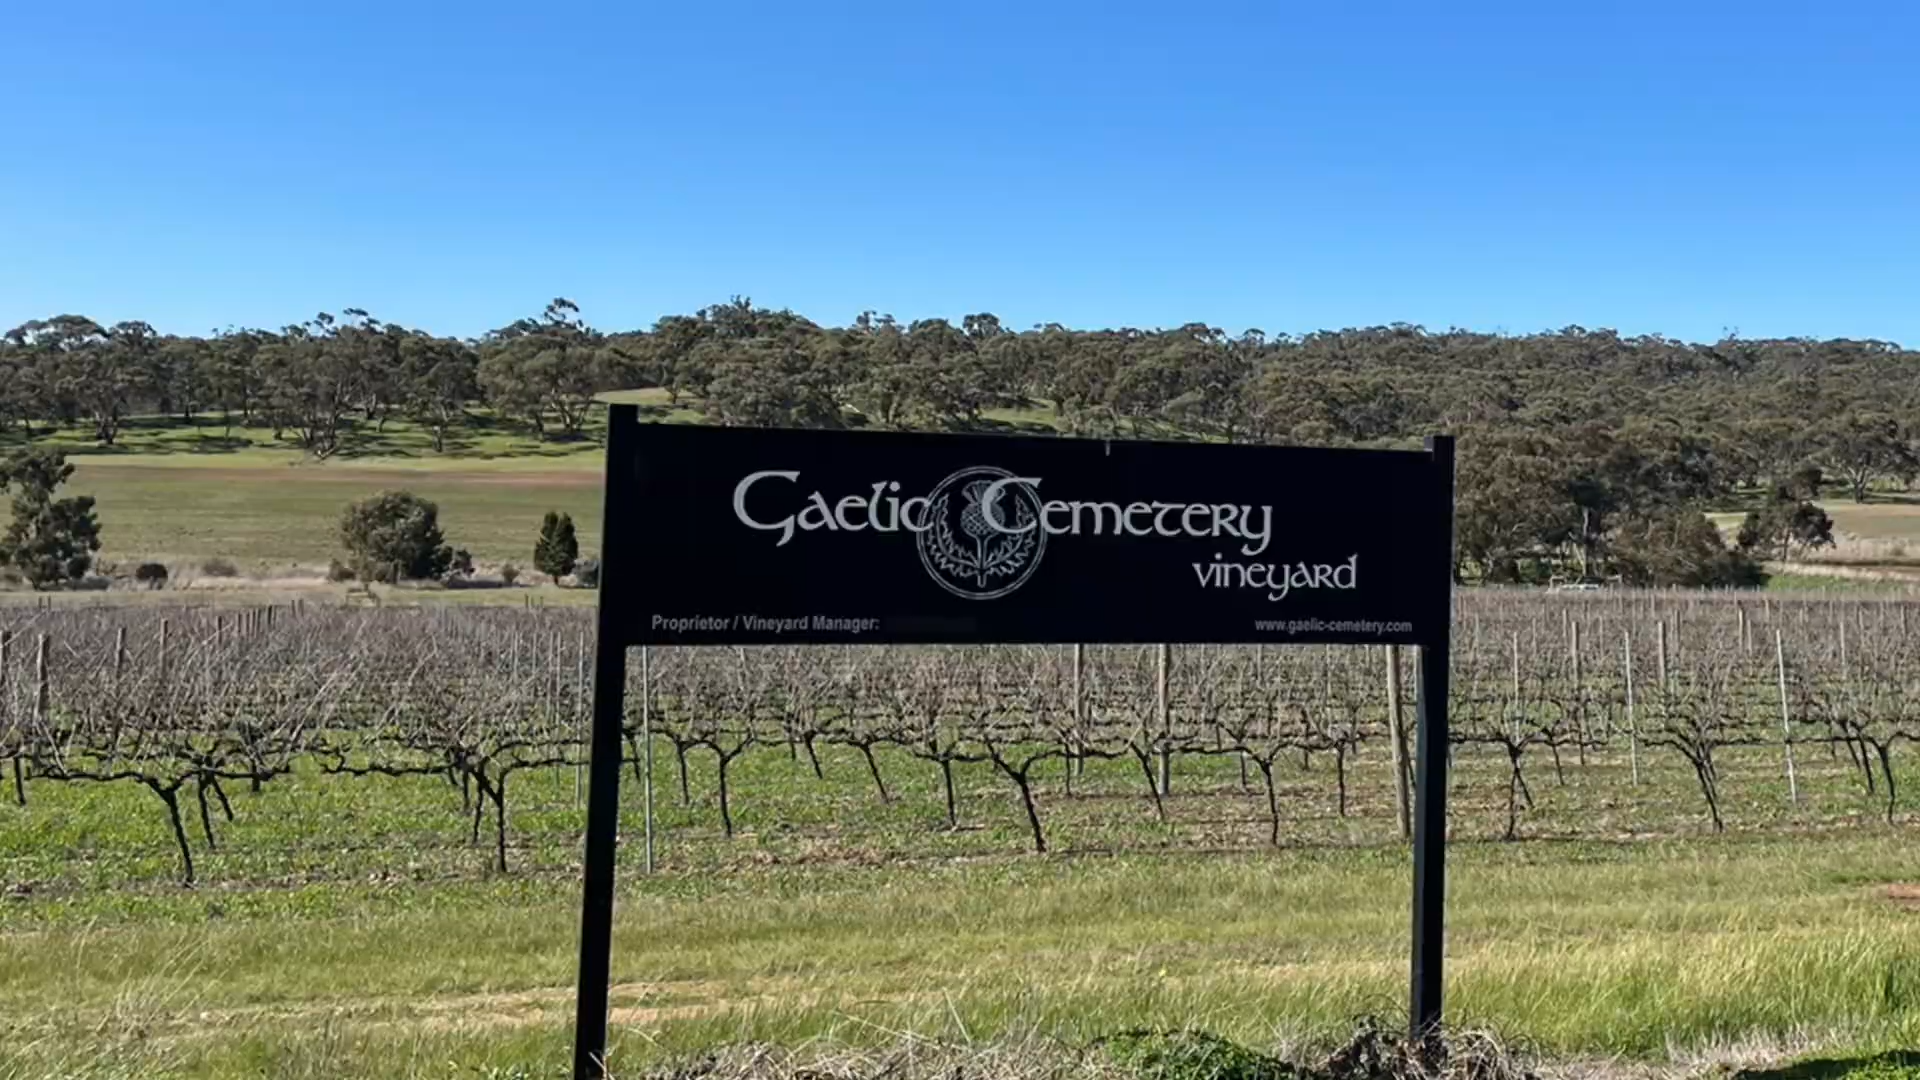 Gaelic Cemetery
vineyard
Proprietor / Vineyard Manager:
www.gaelic-cemetery.com